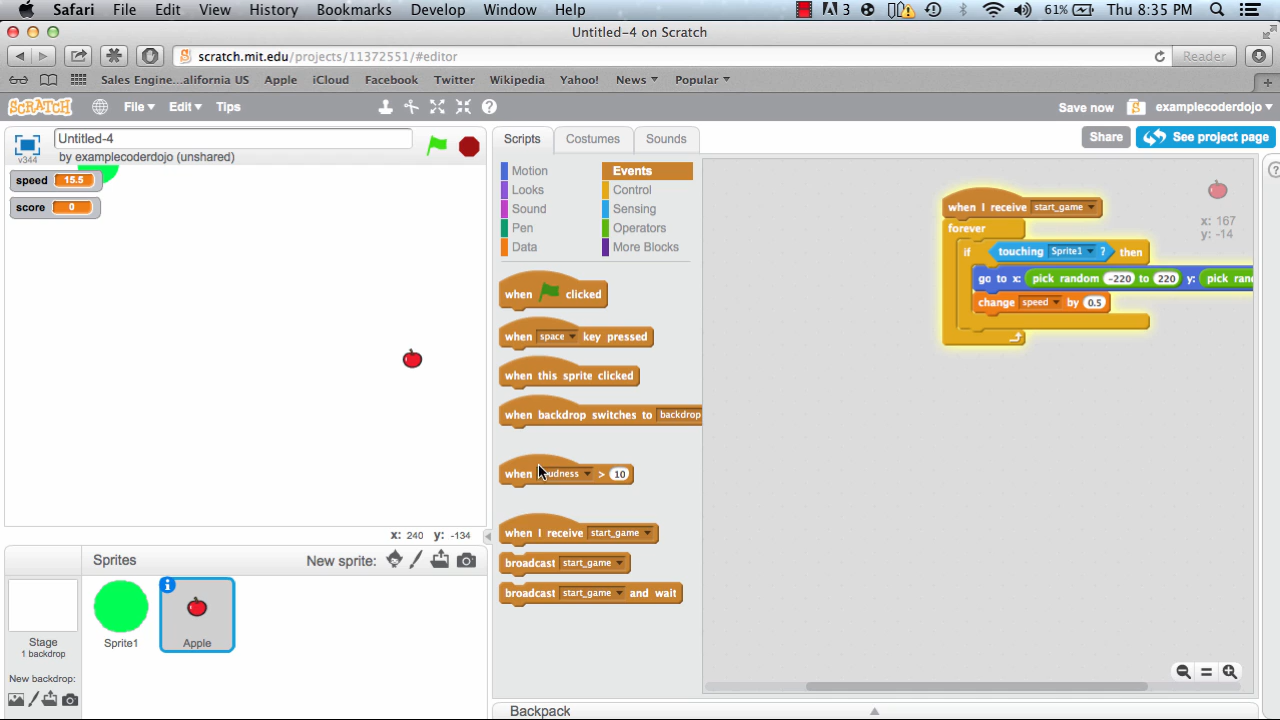 Safari File Edit View History Bookmarks Develop Window Help 3 61% Thu 8:35 PM
Untitled-4 on Scratch
scratch.mit.edu/projects/11372551/#editor Reader
Sales Engine...alifornia US Apple iCloud Facebook Twitter Wikipedia Yahoo! News Popular
SCRATCH File Edit Tips Save now examplecoderdojo
Share See project page
v344 Untitled-4
by examplecoderdojo (unshared)
speed 15.5
score 0
x: 240 y: -134
Scripts Costumes Sounds
Motion Events
Looks Control
Sound Sensing
Pen Operators
Data More Blocks
when clicked
when space key pressed
when this sprite clicked
when backdrop switches to backdrop
when udness > 10
when I receive start_game
broadcast start_game
broadcast start_game and wait
when I receive start_game
forever
if touching Sprite1 ? then
go to x: pick random -220 to 220 y: pick ran
change speed by 0.5
x: 167
y: -14
Sprites New sprite:
Stage
1 backdrop
New backdrop:
Sprite1
Apple
Backpack